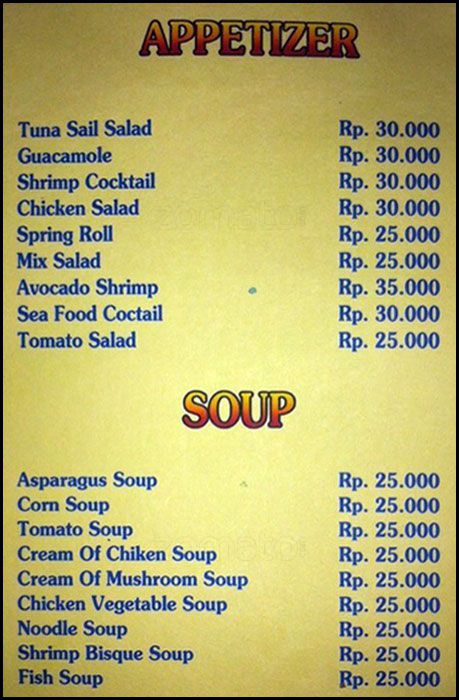 APPETIZER
Tuna Sail Salad Rp. 30.000
Guacamole Rp. 30.000
Shrimp Cocktail Rp. 30.000
Chicken Salad Rp. 30.000
Spring Roll Rp. 25.000
Mix Salad Rp. 25.000
Avocado Shrimp Rp. 35.000
Sea Food Coctail Rp. 30.000
Tomato Salad Rp. 25.000
zomato
SOUP
Asparagus Soup Rp. 25.000
Corn Soup Rp. 25.000
Tomato Soup Rp. 25.000
Cream Of Chiken Soup Rp. 25.000
Cream Of Mushroom Soup Rp. 25.000
Chicken Vegetable Soup Rp. 25.000
Noodle Soup Rp. 25.000
Shrimp Bisque Soup Rp. 25.000
Fish Soup Rp. 25.000
zomato